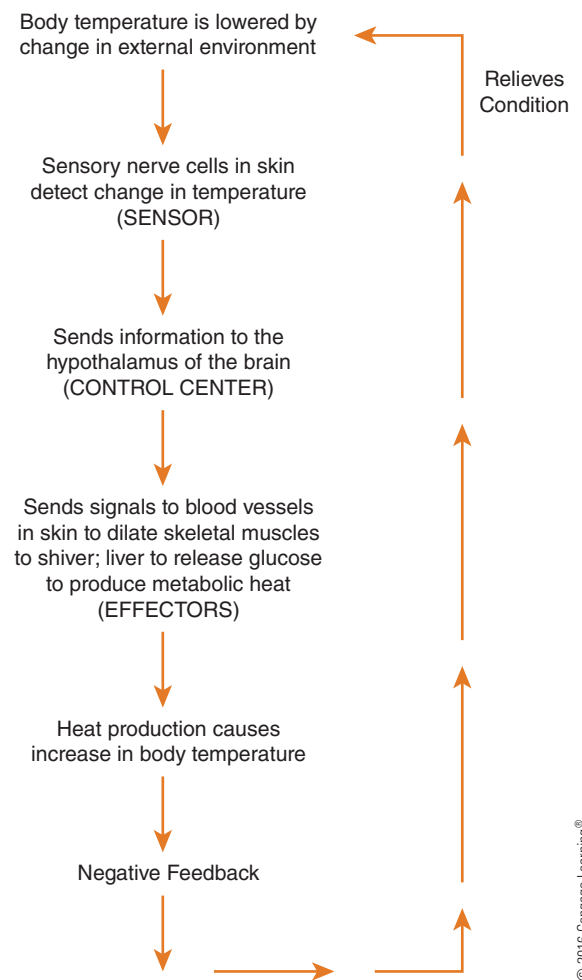 Body temperature is lowered by
change in external environment
Relieves
Condition
Sensory nerve cells in skin
detect change in temperature
(SENSOR)
Sends information to the
hypothalamus of the brain
(CONTROL CENTER)
Sends signals to blood vessels
in skin to dilate skeletal muscles
to shiver; liver to release glucose
to produce metabolic heat
(EFFECTORS)
Heat production causes
increase in body temperature
Negative Feedback
© 2016 Cengage Learning®